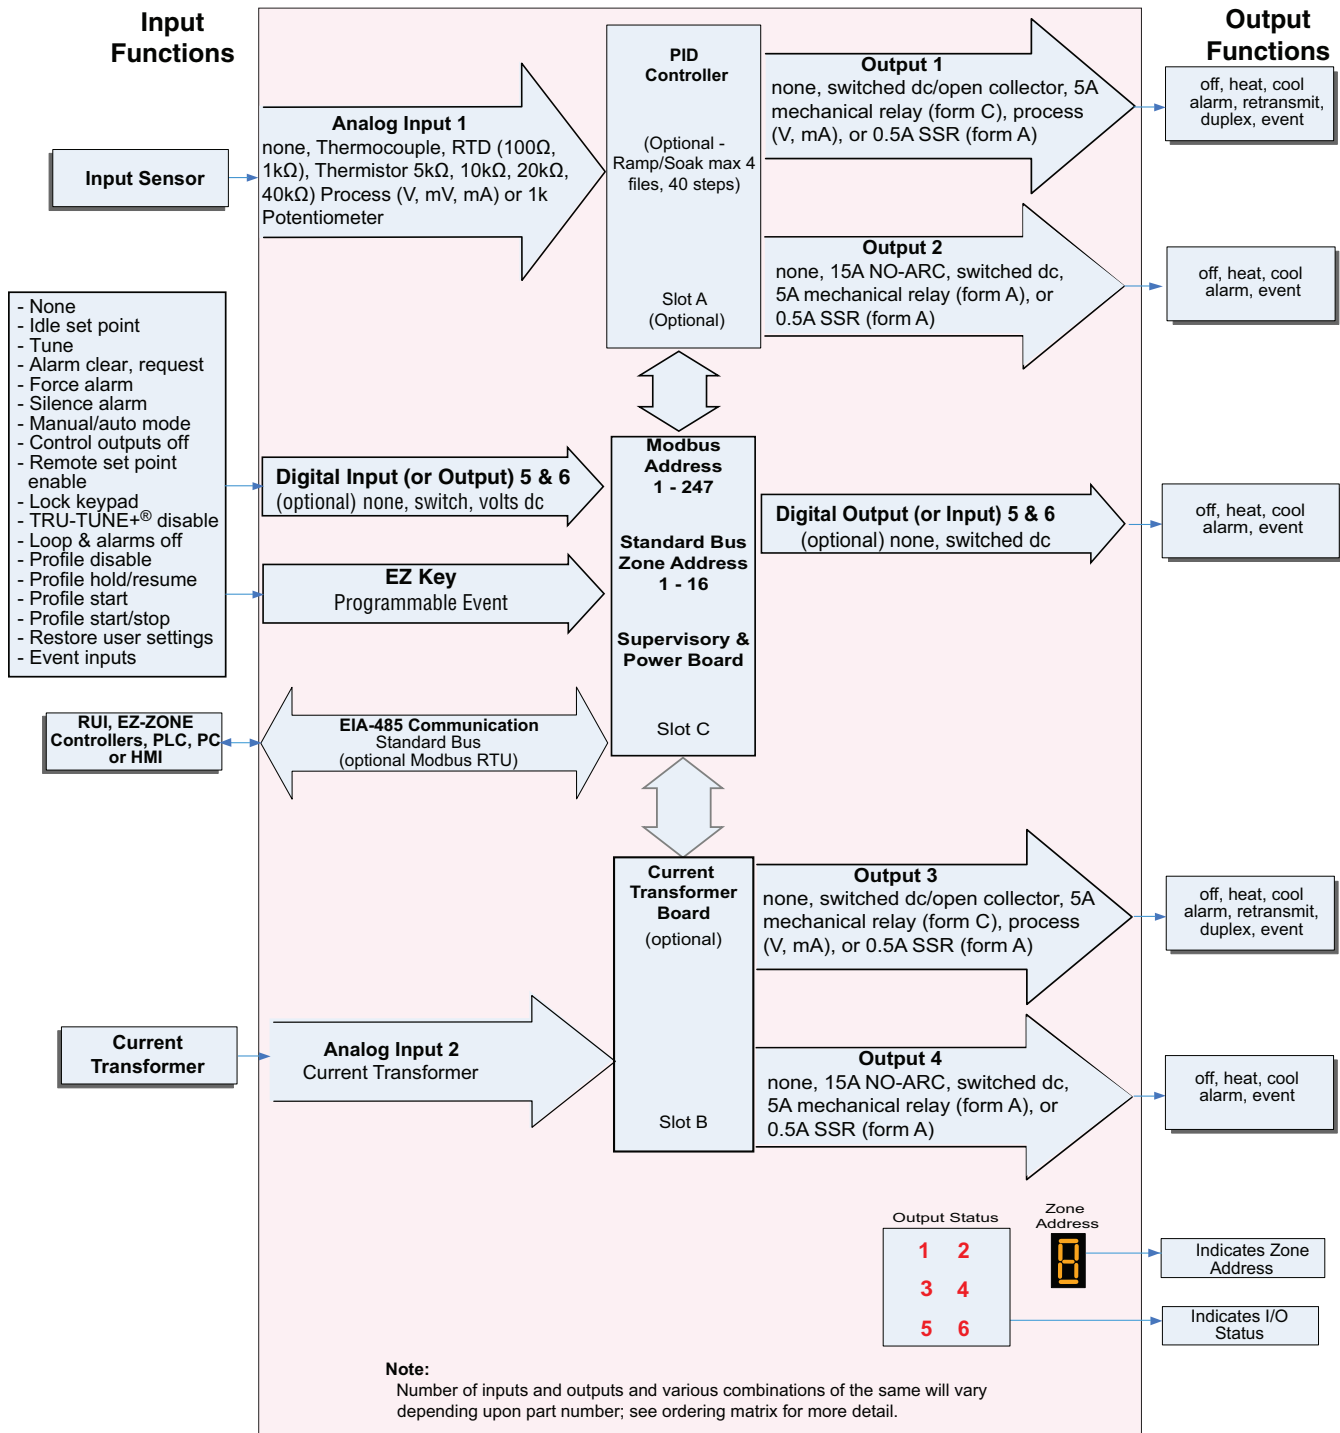 Input
Functions
Output
Functions
PID
Controller
(Optional -
Ramp/Soak max 4
files, 40 steps)
Slot A
(Optional)
Input Sensor
Analog Input 1
none, Thermocouple, RTD (100Ω,
1kΩ), Thermistor 5kΩ, 10kΩ, 20kΩ,
40kΩ) Process (V, mV, mA) or 1k
Potentiometer
Output 1
none, switched dc/open collector, 5A
mechanical relay (form C), process
(V, mA), or 0.5A SSR (form A)
off, heat, cool
alarm, retransmit,
duplex, event
Output 2
none, 15A NO-ARC, switched dc,
5A mechanical relay (form A), or
0.5A SSR (form A)
off, heat, cool
alarm, event
- None
- Idle set point
- Tune
- Alarm clear, request
- Force alarm
- Silence alarm
- Manual/auto mode
- Control outputs off
- Remote set point
enable
- Lock keypad
- TRU-TUNE+® disable
- Loop & alarms off
- Profile disable
- Profile hold/resume
- Profile start
- Profile start/stop
- Restore user settings
- Event inputs
Digital Input (or Output) 5 & 6
(optional) none, switch, volts dc
EZ Key
Programmable Event
Modbus
Address
1 - 247
Standard Bus
Zone Address
1 - 16
Supervisory &
Power Board
Slot C
Digital Output (or Input) 5 & 6
(optional) none, switched dc
off, heat, cool
alarm, event
RUI, EZ-ZONE
Controllers, PLC, PC
or HMI
EIA-485 Communication
Standard Bus
(optional Modbus RTU)
Current
Transformer
Board
(optional)
Slot B
Output 3
none, switched dc/open collector, 5A
mechanical relay (form C), process
(V, mA), or 0.5A SSR (form A)
off, heat, cool
alarm, retransmit,
duplex, event
Current
Transformer
Analog Input 2
Current Transformer
Output 4
none, 15A NO-ARC, switched dc,
5A mechanical relay (form A), or
0.5A SSR (form A)
off, heat, cool
alarm, event
Output Status
1 2
3 4
5 6
Zone
Address
8
Indicates Zone
Address
Indicates I/O
Status
Note:
Number of inputs and outputs and various combinations of the same will vary
depending upon part number; see ordering matrix for more detail.